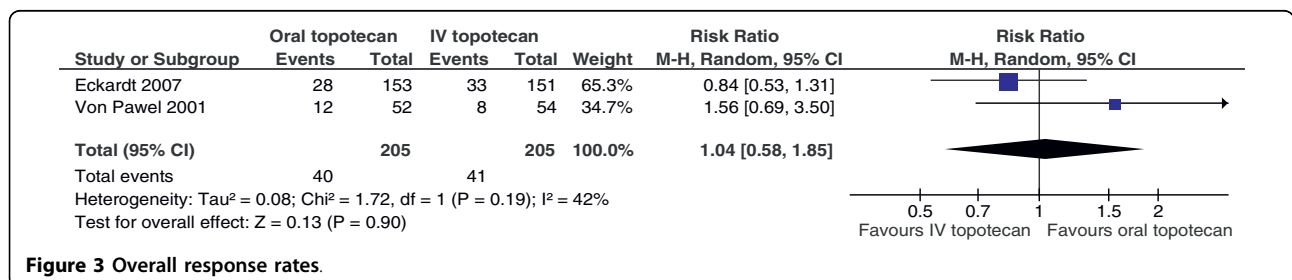 Oral topotecan IV topotecan Risk Ratio Risk Ratio
Study or Subgroup Events Total Events Total Weight M-H, Random, 95% CI M-H, Random, 95% CI
Eckardt 2007 28 153 33 151 65.3% 0.84 [0.53, 1.31]
Von Pawel 2001 12 52 8 54 34.7% 1.56 [0.69, 3.50]
Total (95% CI) 205 205 100.0% 1.04 [0.58, 1.85]
Total events 40 41
Heterogeneity: Tau² = 0.08; Chi² = 1.72, df = 1 (P = 0.19); I² = 42%
Test for overall effect: Z = 0.13 (P = 0.90)
0.5 0.7 1 1.5 2
Favours IV topotecan Favours oral topotecan
Figure 3 Overall response rates.